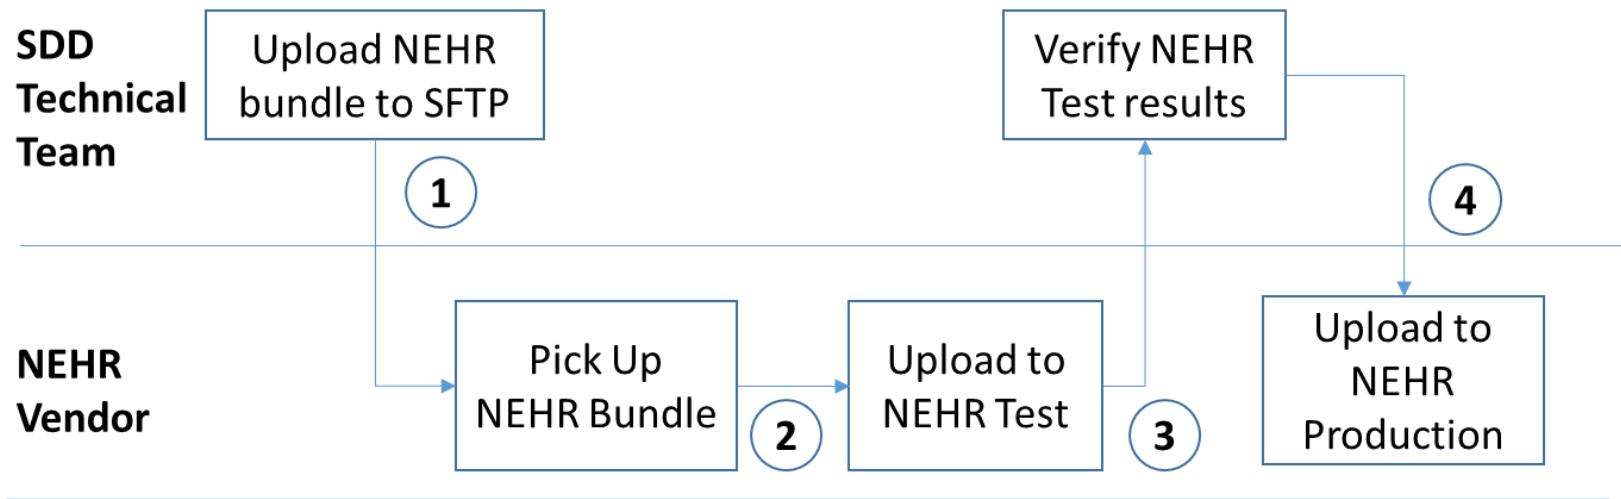 SDD
Technical
Team
Upload NEHR
bundle to SFTP
Verify NEHR
Test results
1
4
NEHR
Vendor
Pick Up
NEHR Bundle
2
Upload to
NEHR Test
3
Upload to
NEHR
Production